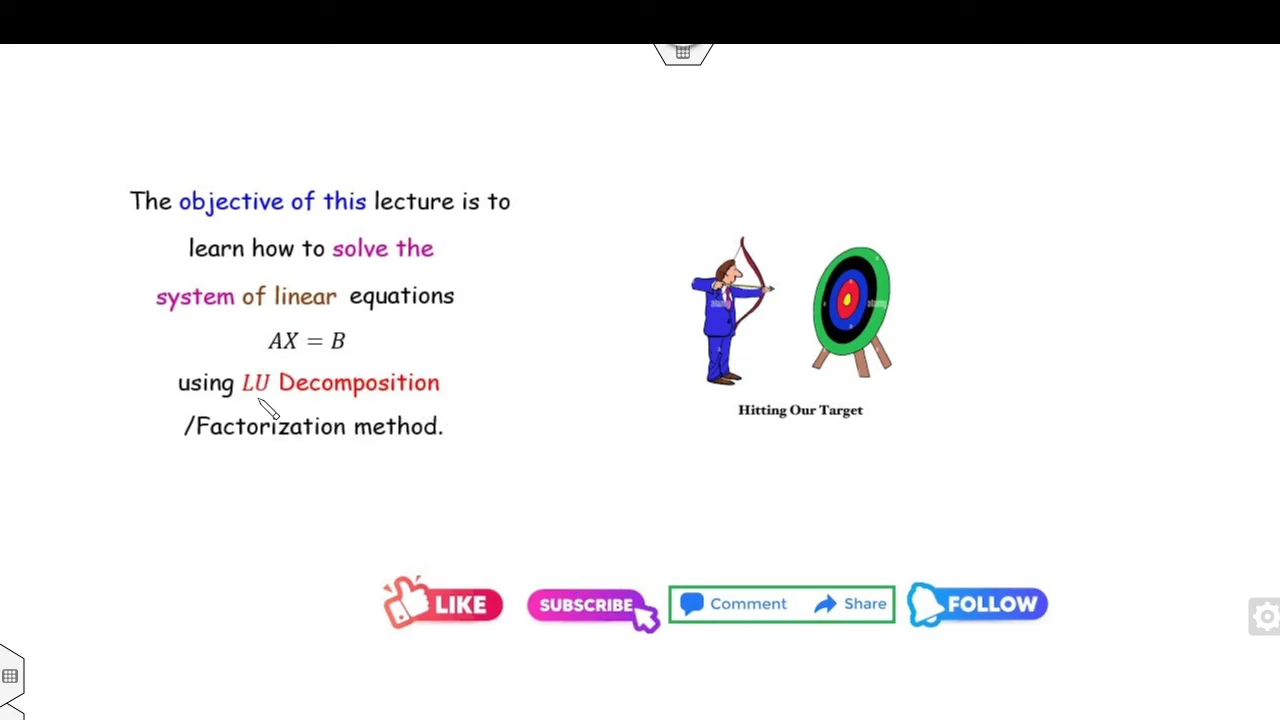 The objective of this lecture is to
learn how to solve the
system of linear equations
AX = B
using LU Decomposition
/Factorization method.
Hitting Our Target
LIKE
SUBSCRIBE
Comment
Share
FOLLOW